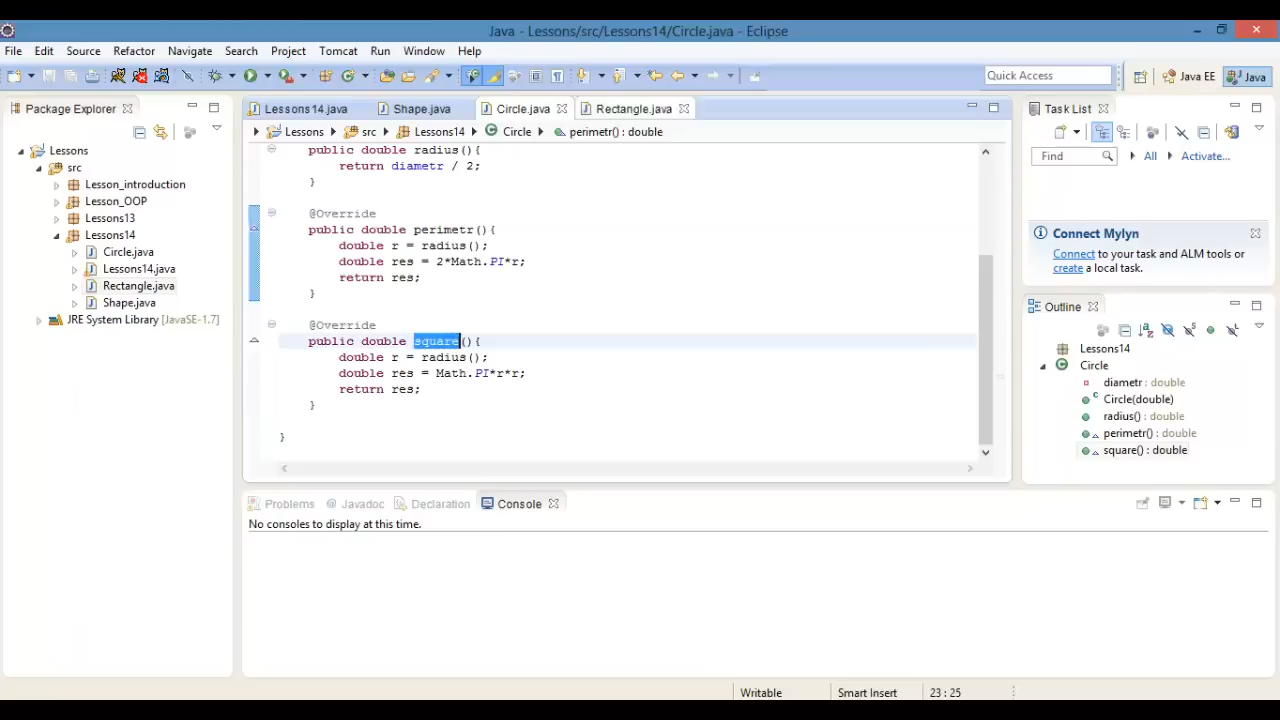 Java - Lessons/src/Lessons14/Circle.java - Eclipse
File Edit Source Refactor Navigate Search Project Tomcat Run Window Help
Quick Access
Java EE
Java
Package Explorer
Lessons14.java
Shape.java
Circle.java
Rectangle.java
Task List
Lessons
src
Lessons14
Circle
perimetr() : double
Lessons
src
Lesson_introduction
Lesson_OOP
Lessons13
Lessons14
Circle.java
Lessons14.java
Rectangle.java
Shape.java
JRE System Library [JavaSE-1.7]
public double radius(){
return diametr / 2;
}
@Override
public double perimetr(){
double r = radius();
double res = 2*Math.PI*r;
return res;
}
@Override
public double square(){
double r = radius();
double res = Math.PI*r*r;
return res;
}
}
Find
All
Activate...
Connect Mylyn
Connect to your task and ALM tools or
create a local task.
Outline
Lessons14
Circle
diametr : double
Circle(double)
radius() : double
perimetr() : double
square() : double
Problems
@ Javadoc
Declaration
Console
No consoles to display at this time.
Writable
Smart Insert
23 : 25